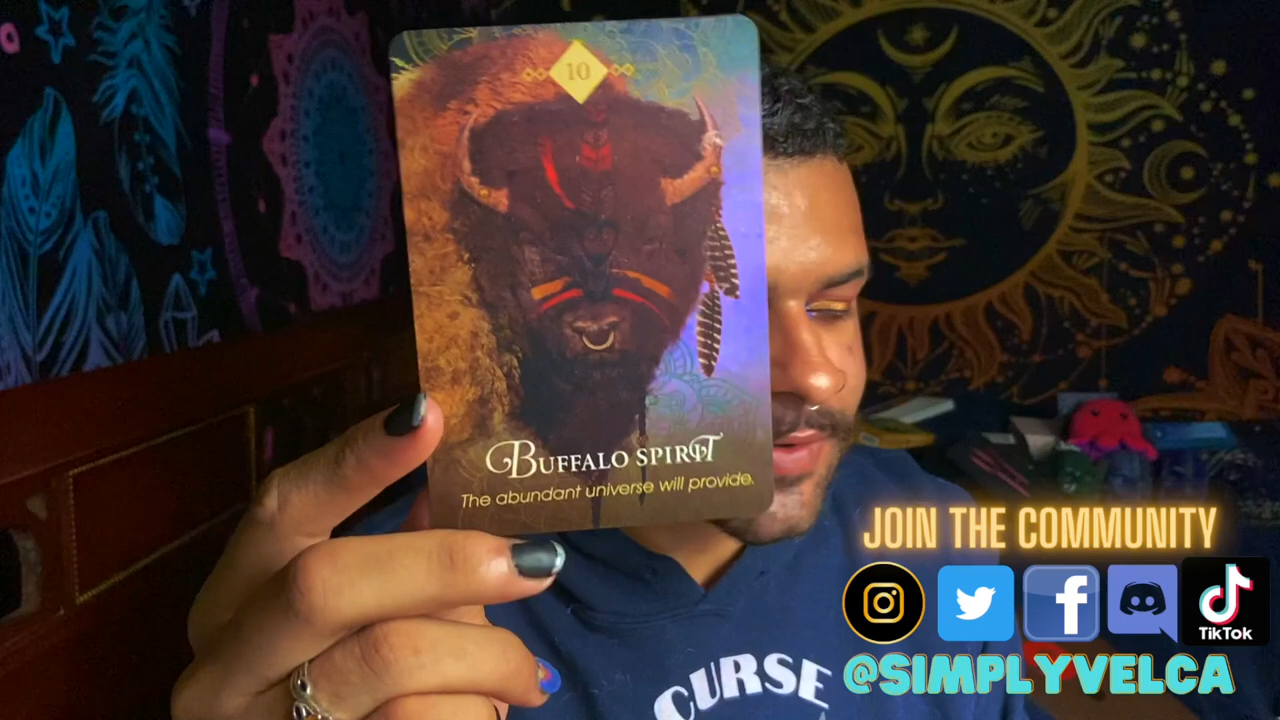 10
BUFFALO SPIRIT
The abundant universe will provide.
JOIN THE COMMUNITY
TikTok
@SIMPLYVELCA
CURSE